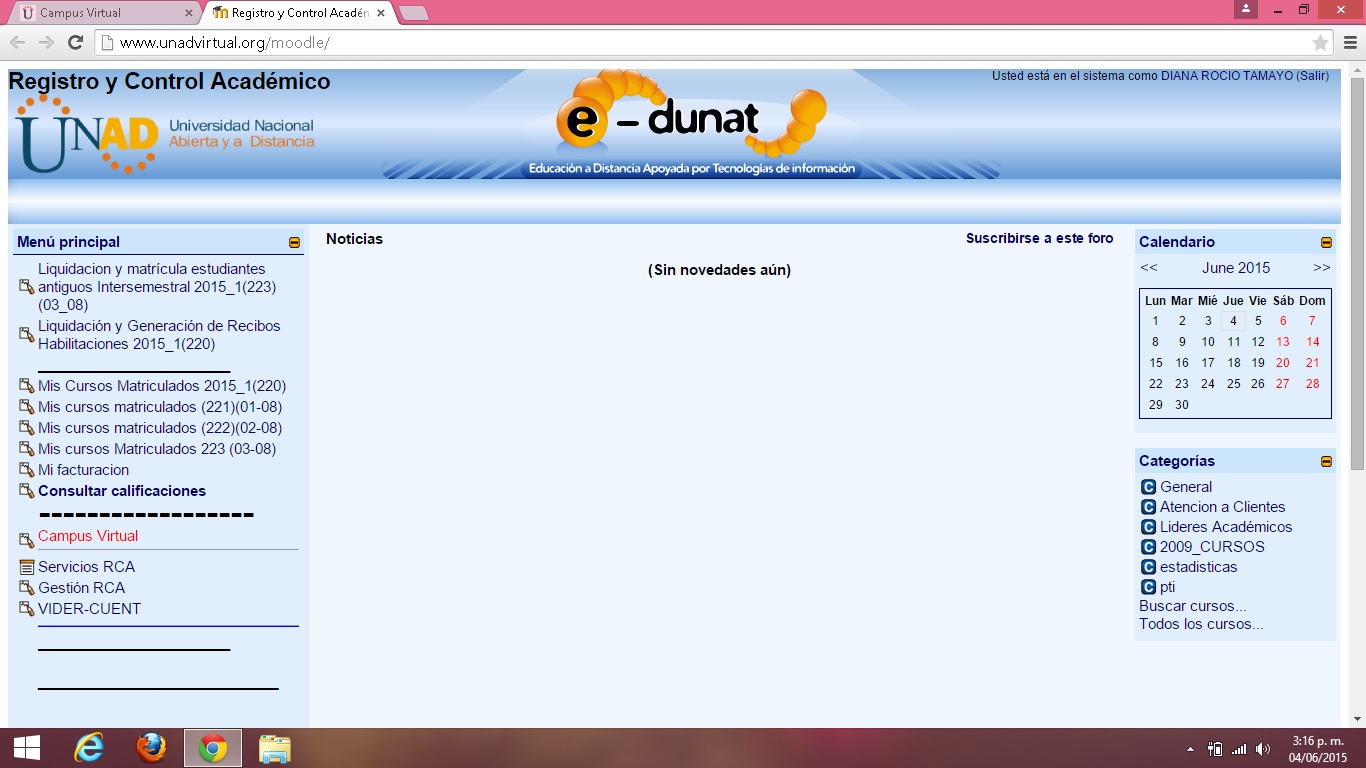 Campus Virtual
Registro y Control Académ
www.unadvirtual.org/moodle/
Registro y Control Académico
Usted está en el sistema como DIANA ROCIO TAMAYO (Salir)
UNAD
Universidad Nacional
Abierta y a Distancia
e-dunat
Educación a Distancia Apoyada por Tecnologías de información
Menú principal
Liquidacion y matrícula estudiantes
antiguos Intersemestral 2015_1(223)
(03_08)
Liquidación y Generación de Recibos
Habilitaciones 2015_1(220)
Mis Cursos Matriculados 2015_1(220)
Mis cursos matriculados (221)(01-08)
Mis cursos matriculados (222)(02-08)
Mis cursos Matriculados 223 (03-08)
Mi facturacion
Consultar calificaciones
Campus Virtual
Servicios RCA
Gestión RCA
VIDER-CUENT
Noticias
Suscribirse a este foro
(Sin novedades aún)
Calendario
<< June 2015 >>
Lun Mar Mié Jue Vie Sáb Dom
1 2 3 4 5 6 7
8 9 10 11 12 13 14
15 16 17 18 19 20 21
22 23 24 25 26 27 28
29 30
Categorías
General
Atencion a Clientes
Lideres Académicos
2009_CURSOS
estadisticas
pti
Buscar cursos...
Todos los cursos...
3:16 p. m.
04/06/2015